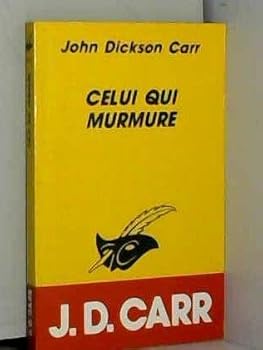 John Dickson Carr
CELUI QUI
MURMURE
J. D. CARR